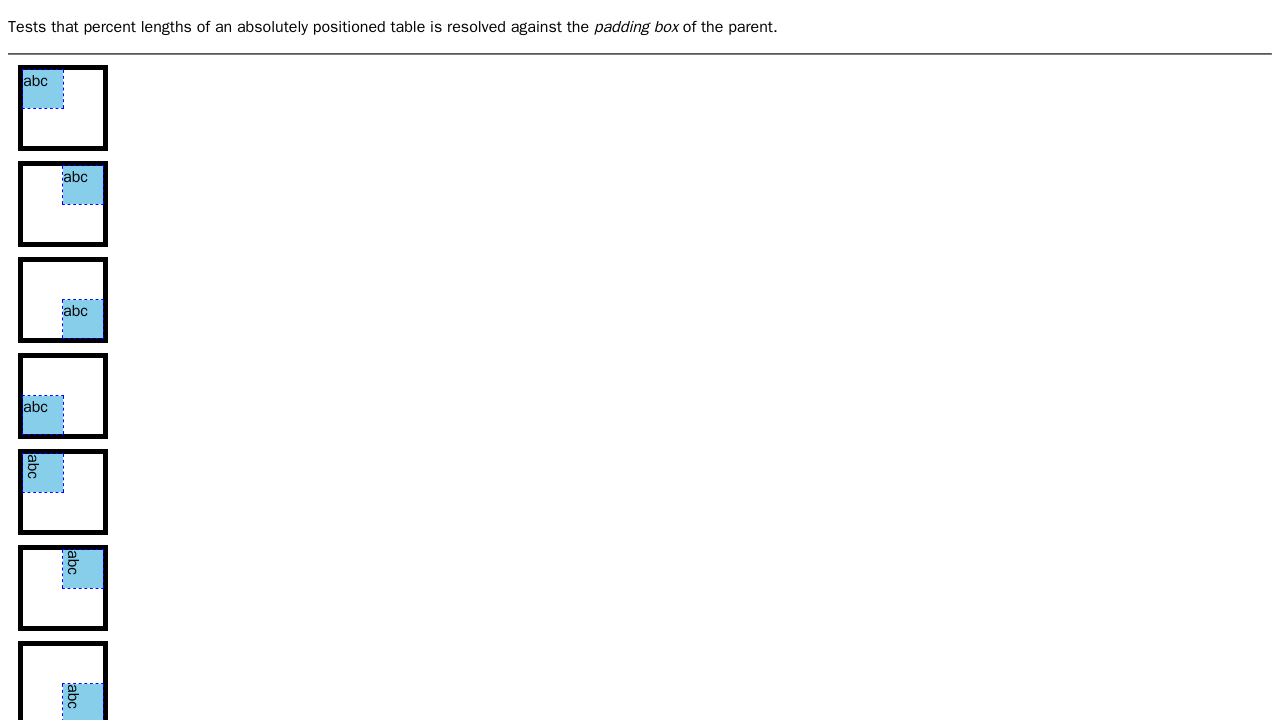 Tests that percent lengths of an absolutely positioned table is resolved against the padding box of the parent.
abc
abc
abc
abc
abc
abc
abc